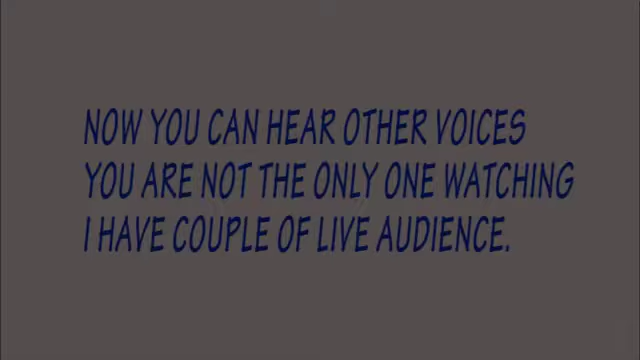 NOW YOU CAN HEAR OTHER VOICES
YOU ARE NOT THE ONLY ONE WATCHING
I HAVE COUPLE OF LIVE AUDIENCE.